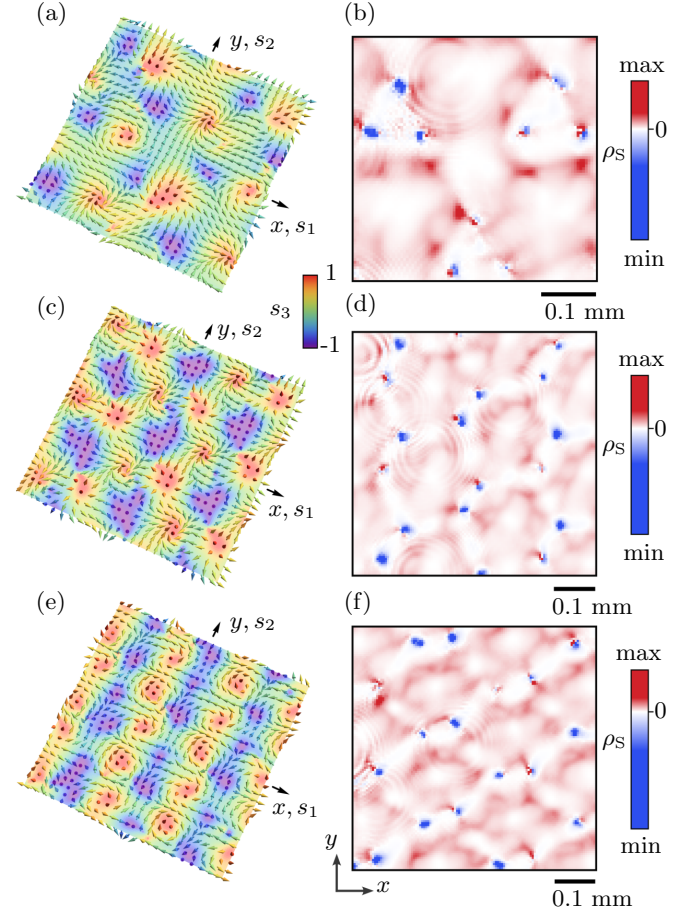 (a)
y, s2
x, s1
(b)
max
0
ρS
min
0.1 mm
s3
1
-1
(c)
y, s2
x, s1
(d)
max
0
ρS
min
0.1 mm
(e)
y, s2
x, s1
(f)
max
0
ρS
min
y
x
0.1 mm